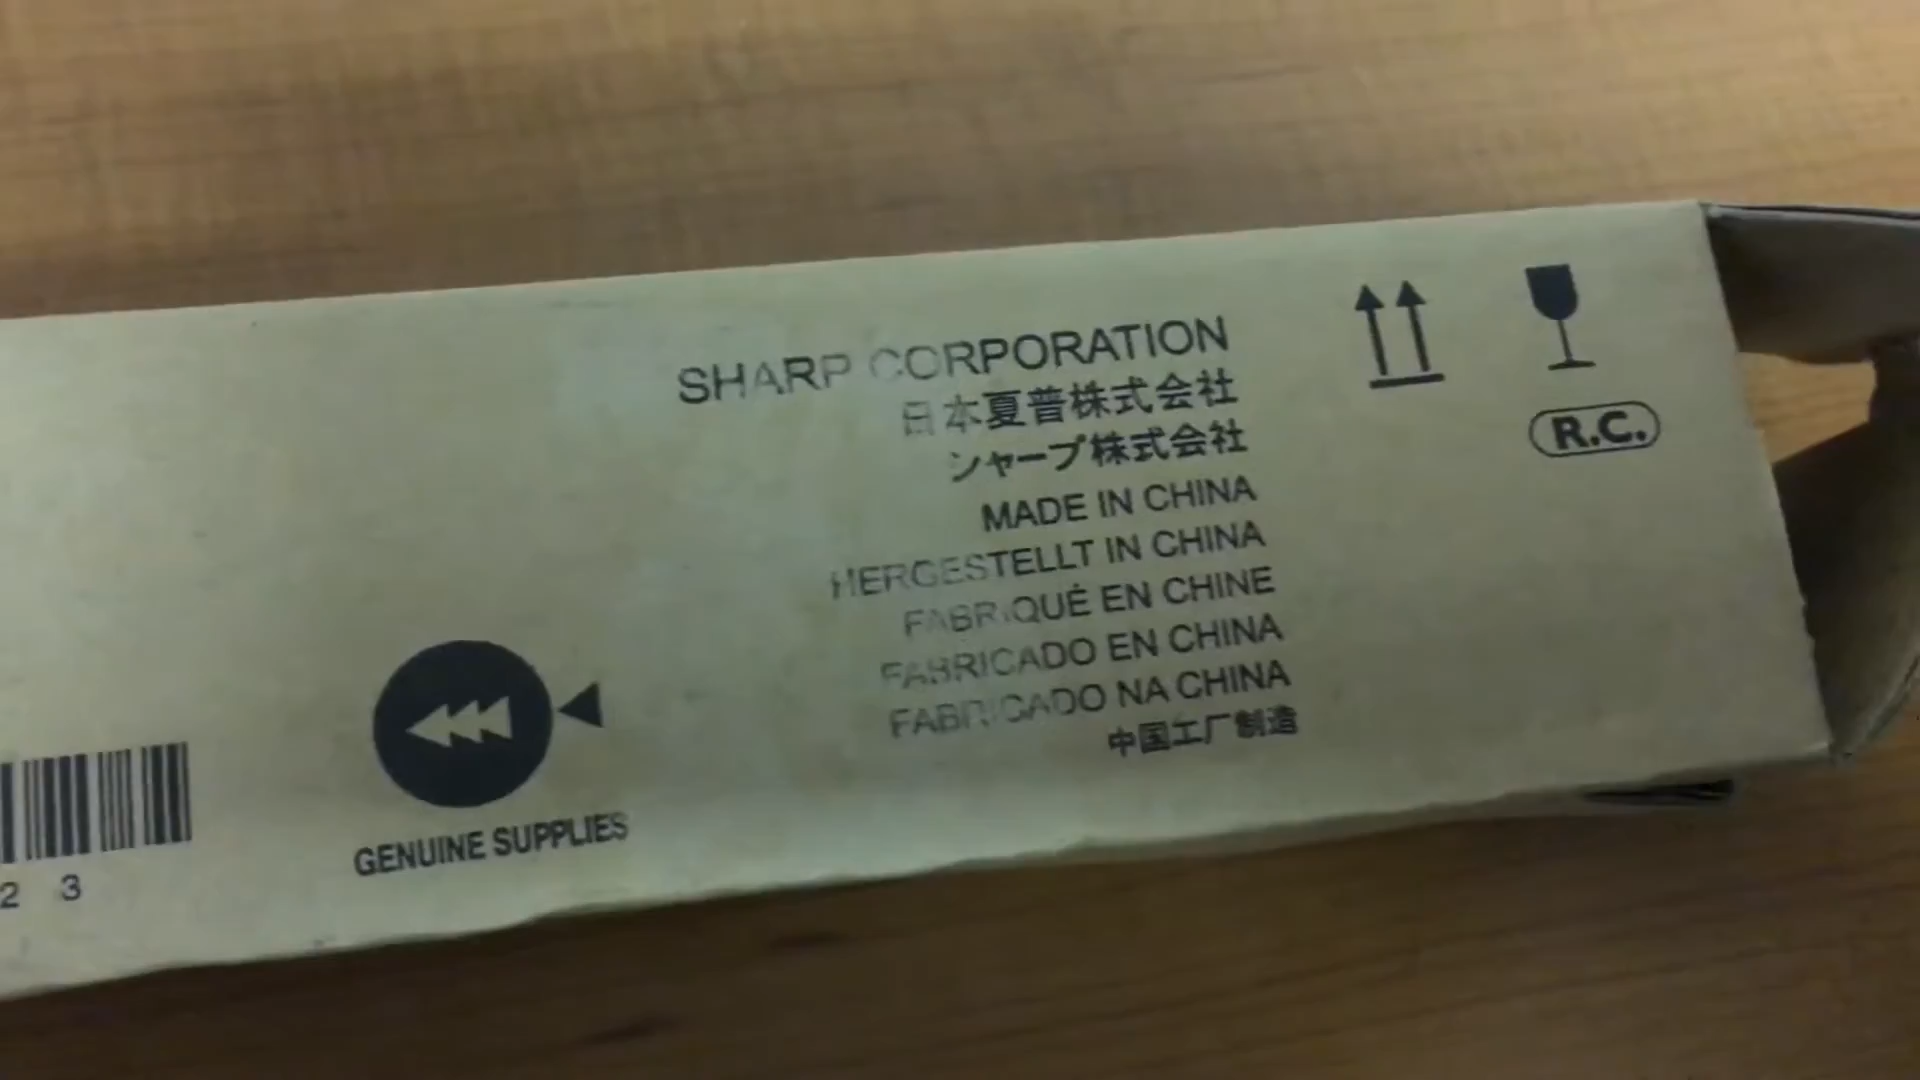 SHARP CORPORATION
日本夏普株式会社
シャープ株式会社
MADE IN CHINA
HERGESTELLT IN CHINA
FABRIQUÉ EN CHINE
FABRICADO EN CHINA
FABRICADO NA CHINA
中国工厂制造
R.C.
GENUINE SUPPLIES
2 3